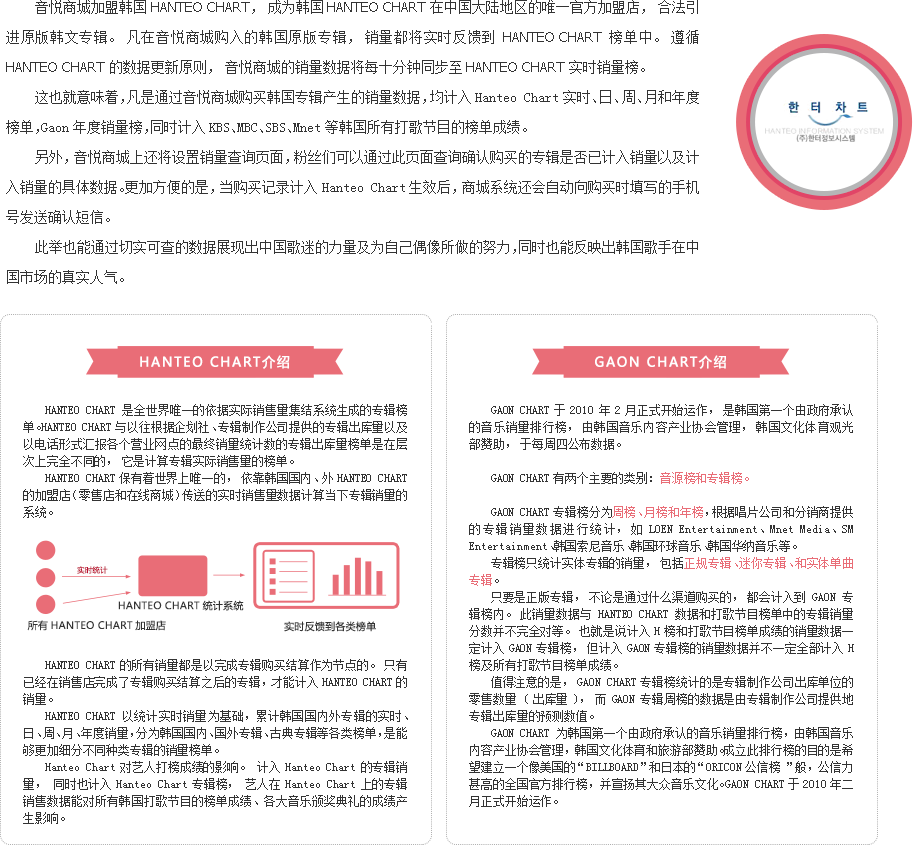 音悦商城加盟韩国 HANTEO CHART， 成为韩国 HANTEO CHART 在中国大陆地区的唯一官方加盟店， 合法引
进原版韩文专辑。 凡在音悦商城购入的韩国原版专辑， 销量都将实时反馈到 HANTEO CHART 榜单中。 遵循
HANTEO CHART 的数据更新原则， 音悦商城的销量数据将每十分钟同步至 HANTEO CHART 实时销量榜。
这也就意味着，凡是通过音悦商城购买韩国专辑产生的销量数据，均计入 Hanteo Chart 实时、日、周、月和年度
榜单，Gaon 年度销量榜，同时计入 KBS、MBC、SBS、Mnet 等韩国所有打歌节目的榜单成绩。
另外，音悦商城上还将设置销量查询页面，粉丝们可以通过此页面查询确认购买的专辑是否已计入销量以及计
入销量的具体数据。更加方便的是，当购买记录计入 Hanteo Chart 生效后，商城系统还会自动向购买时填写的手机
号发送确认短信。
此举也能通过切实可查的数据展现出中国歌迷的力量及为自己偶像所做的努力，同时也能反映出韩国歌手在中
国市场的真实人气。
한 터 차 트
HANTEO INFORMATION SYSTEM
(주)한터정보시스템
HANTEO CHART介绍
HANTEO CHART 是全世界唯一的依据实际销售量集结系统生成的专辑榜
单。HANTEO CHART 与以往根据企划社、专辑制作公司提供的专辑出库量以及
以电话形式汇报各个营业网点的最终销量统计数的专辑出库量榜单是在层
次上完全不同的， 它是计算专辑实际销售量的榜单。
HANTEO CHART 保有着世界上唯一的， 依靠韩国国内、外 HANTEO CHART
的加盟店（零售店和在线商城）传送的实时销售量数据计算当下专辑销量的
系统。
实时统计
HANTEO CHART 统计系统
所有 HANTEO CHART 加盟店
实时反馈到各类榜单
HANTEO CHART 的所有销量都是以完成专辑购买结算作为节点的。 只有
已经在销售店完成了专辑购买结算之后的专辑，才能计入 HANTEO CHART 的
销量。
HANTEO CHART 以统计实时销量为基础，累计韩国国内外专辑的实时、
日、周、月、年度销量，分为韩国国内、国外专辑、古典专辑等各类榜单，是能
够更加细分不同种类专辑的销量榜单。
Hanteo Chart 对艺人打榜成绩的影响。 计入 Hanteo Chart 的专辑销
量， 同时也计入 Hanteo Chart 专辑榜， 艺人在 Hanteo Chart 上的专辑
销售数据能对所有韩国打歌节目的榜单成绩、各大音乐颁奖典礼的成绩产
生影响。
GAON CHART介绍
GAON CHART 于 2010 年 2 月正式开始运作， 是韩国第一个由政府承认
的音乐销量排行榜， 由韩国音乐内容产业协会管理， 韩国文化体育观光
部赞助， 于每周四公布数据。
GAON CHART 有两个主要的类别：音源榜和专辑榜。
GAON CHART 专辑榜分为周榜、月榜和年榜，根据唱片公司和分销商提供
的专辑销量数据进行统计，如 LOEN Entertainment、Mnet Media、SM
Entertainment、韩国索尼音乐、韩国环球音乐、韩国华纳音乐等。
专辑榜只统计实体专辑的销量， 包括正规专辑、迷你专辑、和实体单曲
专辑。
只要是正版专辑， 不论是通过什么渠道购买的， 都会计入到 GAON 专
辑榜内。 此销量数据与 HANTEO CHART 数据和打歌节目榜单中的专辑销量
分数并不完全对等。 也就是说计入 H 榜和打歌节目榜单成绩的销量数据一
定计入 GAON 专辑榜， 但计入 GAON 专辑榜的销量数据并不一定全部计入 H
榜及所有打歌节目榜单成绩。
值得注意的是， GAON CHART 专辑榜统计的是专辑制公司出库单位的
零售数量 （ 出库量 ）， 而 GAON 专辑周榜的数据是由专辑制作公司提供地
专辑出库量的预测数值。
GAON CHART 为韩国第一个由政府承认的音乐销量排行榜，由韩国音乐
内容产业协会管理，韩国文化体育和旅游部赞助。成立此排行榜的目的是希
望建立一个像美国的“BILLBOARD”和日本的“ORICON 公信榜 ”般，公信力
甚高的全国官方排行榜，并宣扬其大众音乐文化。GAON CHART 于 2010 年二
月正式开始运作。